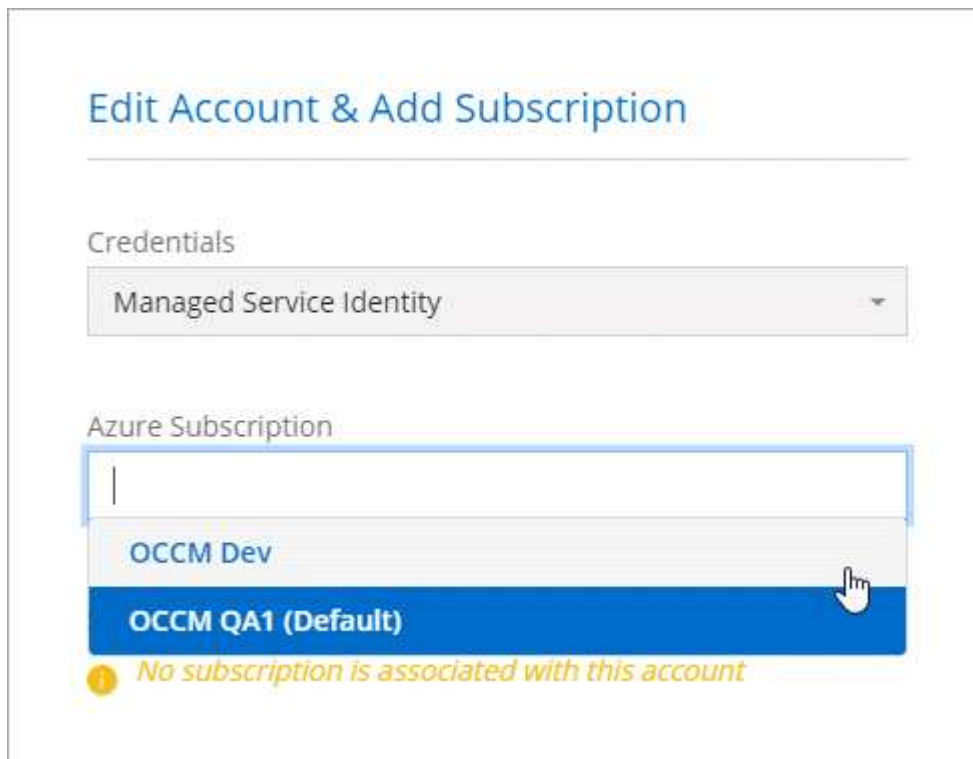 Edit Account & Add Subscription
Credentials
Managed Service Identity
Azure Subscription
OCCM Dev
OCCM QA1 (Default)
No subscription is associated with this account